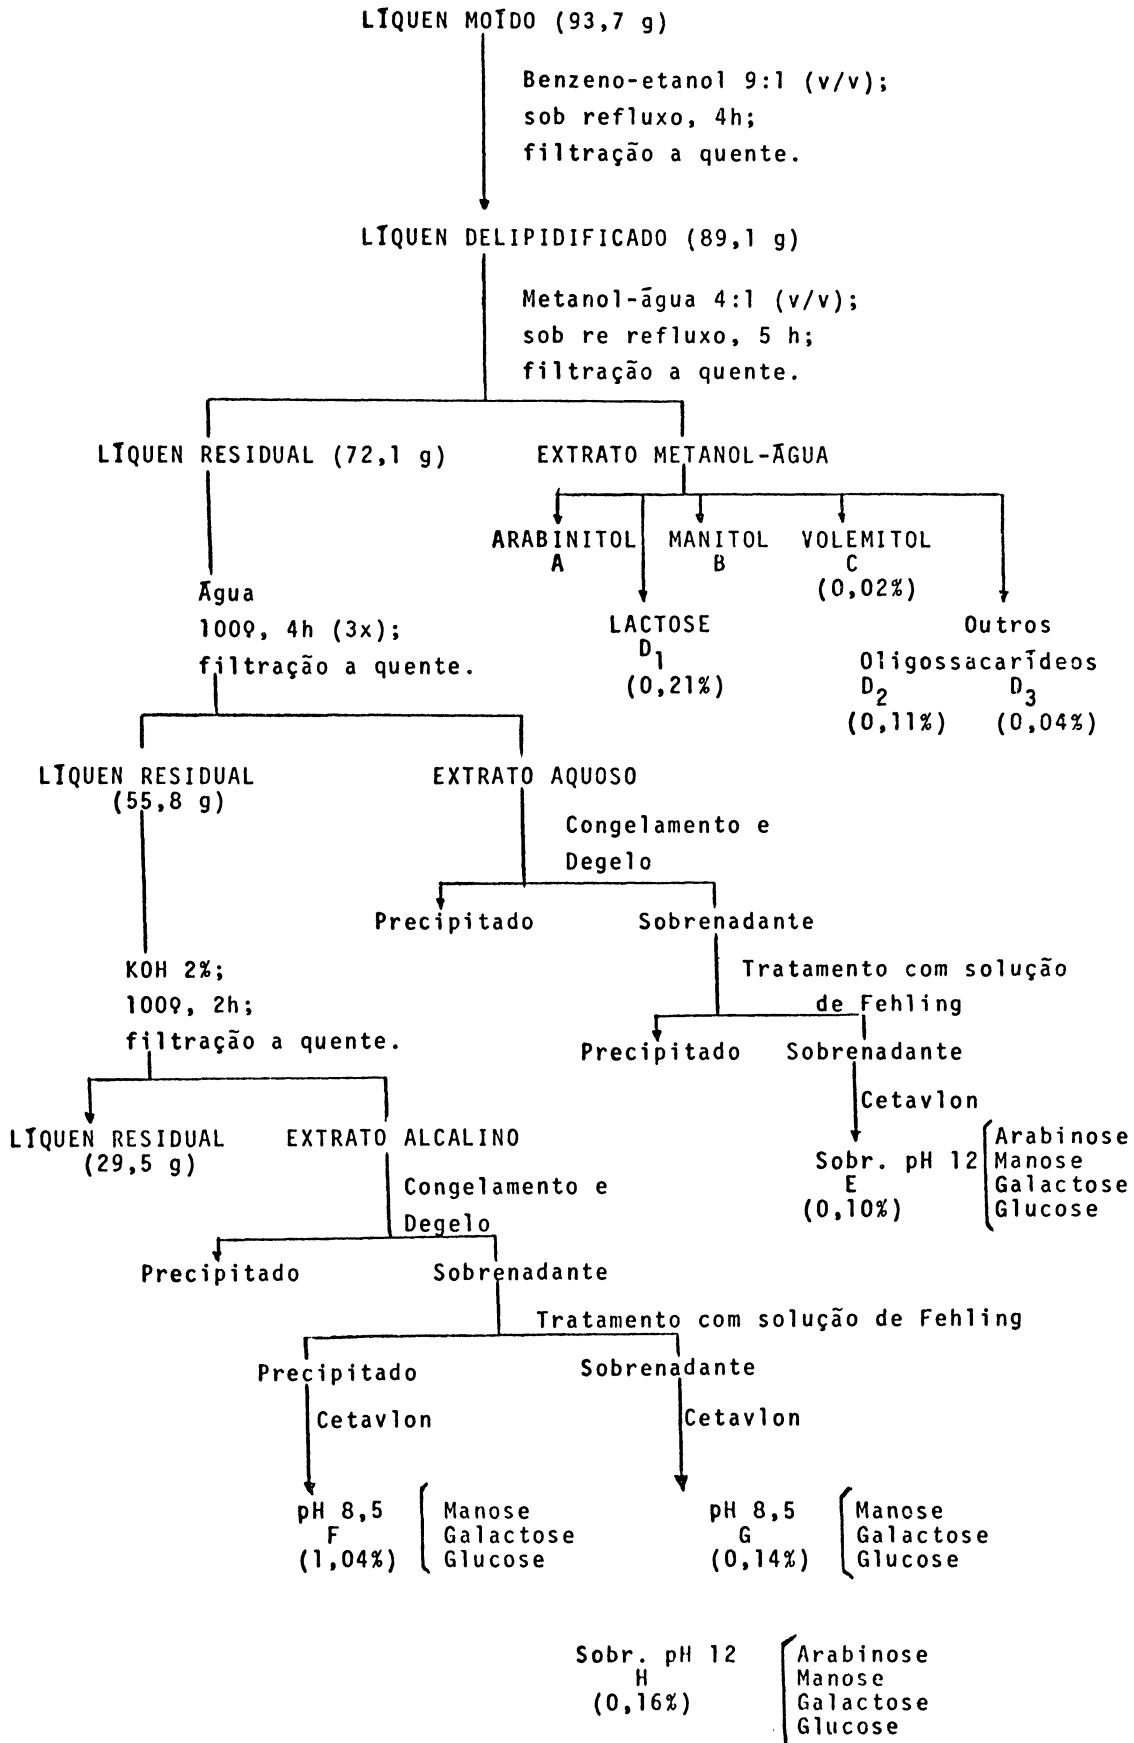 LÍQUEN MOÍDO (93,7 g)
Benzeno-etanol 9:1 (v/v);
sob refluxo, 4h;
filtração a quente.
LÍQUEN DELIPIDIFICADO (89,1 g)
Metanol-água 4:1 (v/v);
sob re refluxo, 5 h;
filtração a quente.
LÍQUEN RESIDUAL (72,1 g)
EXTRATO METANOL-ÁGUA
ARABINITOL
A
MANITOL
B
VOLEMITOL
C
(0,02%)
Água
100º, 4h (3x);
filtração a quente.
LACTOSE
D1
(0,21%)
Outros
Oligossacarídeos
D2 D3
(0,11%) (0,04%)
LÍQUEN RESIDUAL
(55,8 g)
EXTRATO AQUOSO
Congelamento e
Degelo
Precipitado
Sobrenadante
Tratamento com solução
de Fehling
Precipitado
Sobrenadante
Cetavlon
Sobr. pH 12
E
(0,10%)
Arabinose
Manose
Galactose
Glucose
KOH 2%;
100º, 2h;
filtração a quente.
LÍQUEN RESIDUAL
(29,5 g)
EXTRATO ALCALINO
Congelamento e
Degelo
Precipitado
Sobrenadante
Tratamento com solução de Fehling
Precipitado
Sobrenadante
Cetavlon
Cetavlon
pH 8,5
F
(1,04%)
Manose
Galactose
Glucose
pH 8,5
G
(0,14%)
Manose
Galactose
Glucose
Sobr. pH 12
H
(0,16%)
Arabinose
Manose
Galactose
Glucose